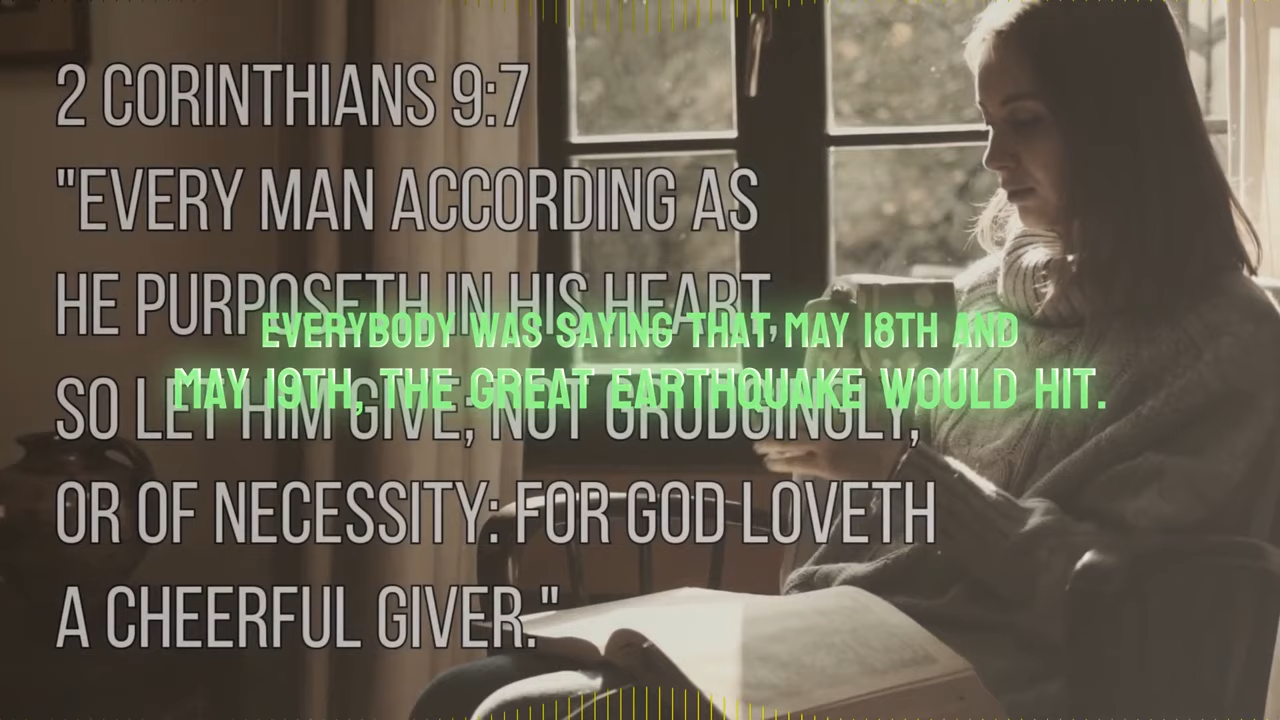 2 CORINTHIANS 9:7
"EVERY MAN ACCORDING AS
HE PURPOSETH IN HIS HEART,
SO LET HIM GIVE; NOT GRUDGINGLY,
OR OF NECESSITY: FOR GOD LOVETH
A CHEERFUL GIVER."
EVERYBODY WAS SAYING THAT MAY 18TH AND
MAY 19TH, THE GREAT EARTHQUAKE WOULD HIT.